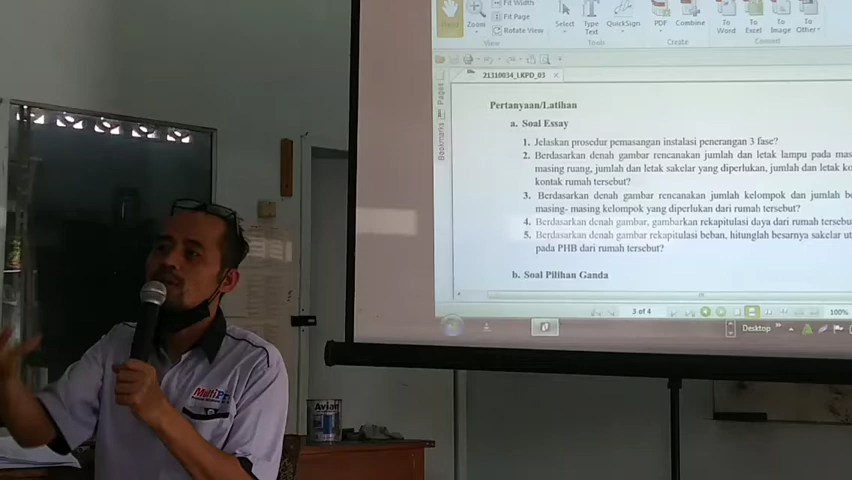 Fit Width
Fit Page
Zoom
Rotate View
View
Select
Type
Text
QuickSign
Tools
PDF
Combine
Create
To
Word
To
Excel
To
Image
To
Other
Convert
21310034_LKPD_03
Pages
Bookmarks
Pertanyaan/Latihan
a. Soal Essay
1. Jelaskan prosedur pemasangan instalasi penerangan 3 fase?
2. Berdasarkan denah gambar rencanakan jumlah dan letak lampu pada mas
masing ruang, jumlah dan letak sakelar yang diperlukan, jumlah dan letak ko
kontak rumah tersebut?
3. Berdasarkan denah gambar rencanakan jumlah kelompok dan jumlah be
masing- masing kelompok yang diperlukan dari rumah tersebut?
4. Berdasarkan denah gambar, gambarkan rekapitulasi daya dari rumah tersebu
5. Berdasarkan denah gambar rekapitulasi beban, hitunglah besarnya sakelar ut
pada PHB dari rumah tersebut?
b. Soal Pilihan Ganda
3 of 4
100%
Desktop
Avian